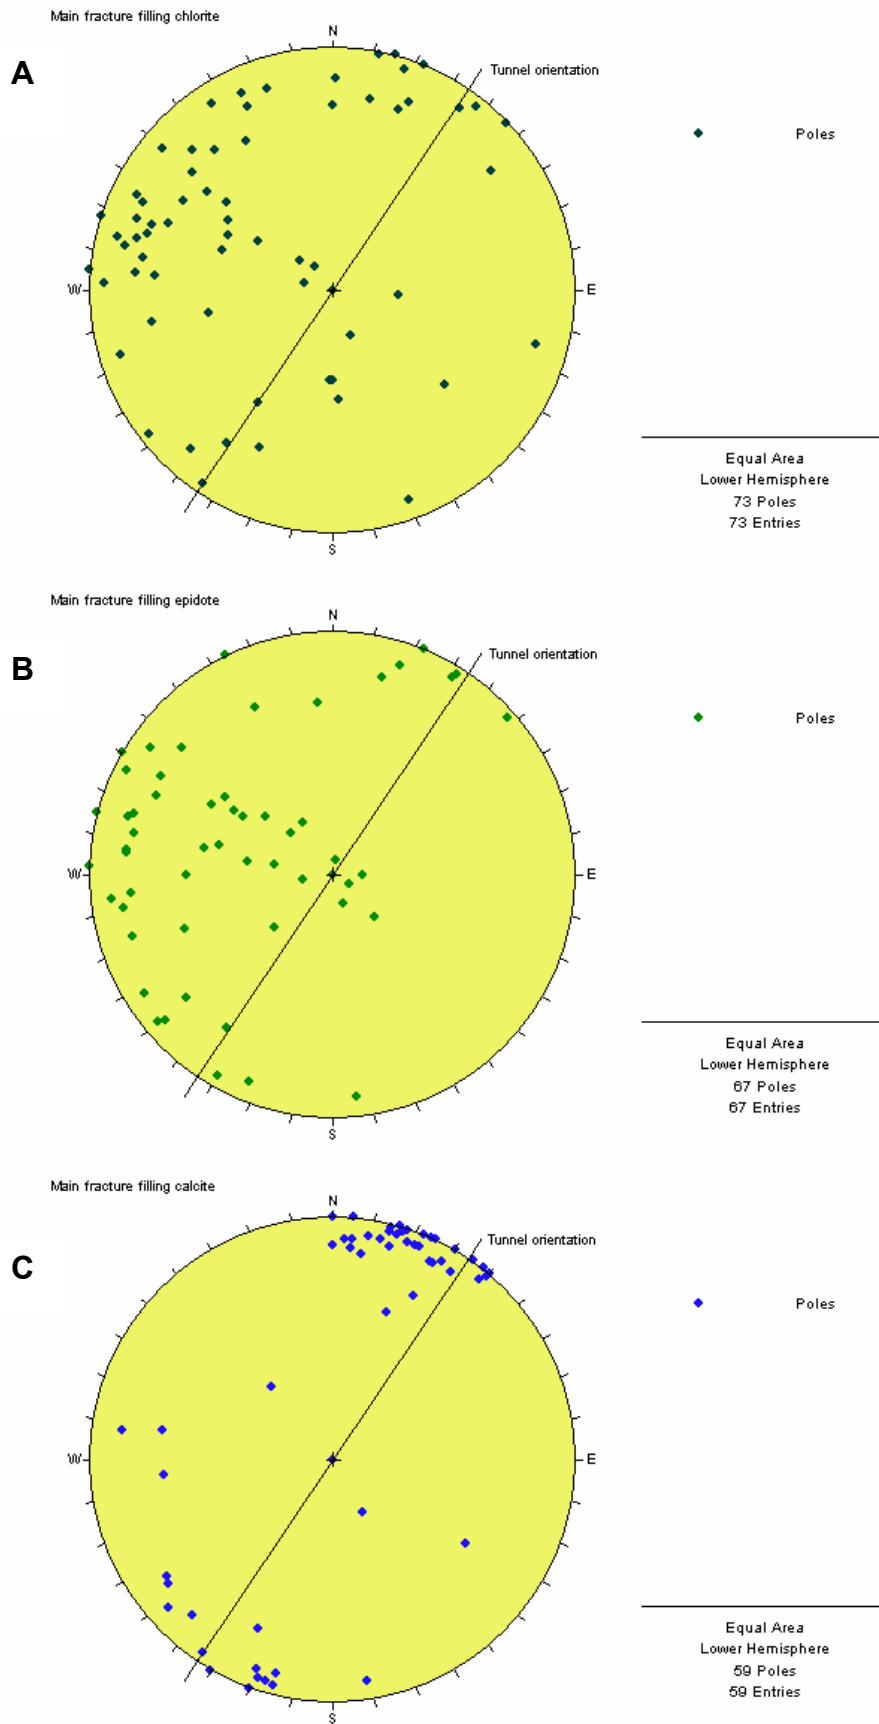 Main fracture filling chlorite
A
N
Tunnel orientation
Poles
W
E
S
Equal Area
Lower Hemisphere
73 Poles
73 Entries
Main fracture filling epidote
B
N
Tunnel orientation
Poles
W
E
S
Equal Area
Lower Hemisphere
67 Poles
67 Entries
Main fracture filling calcite
C
N
Tunnel orientation
Poles
W
E
S
Equal Area
Lower Hemisphere
59 Poles
59 Entries